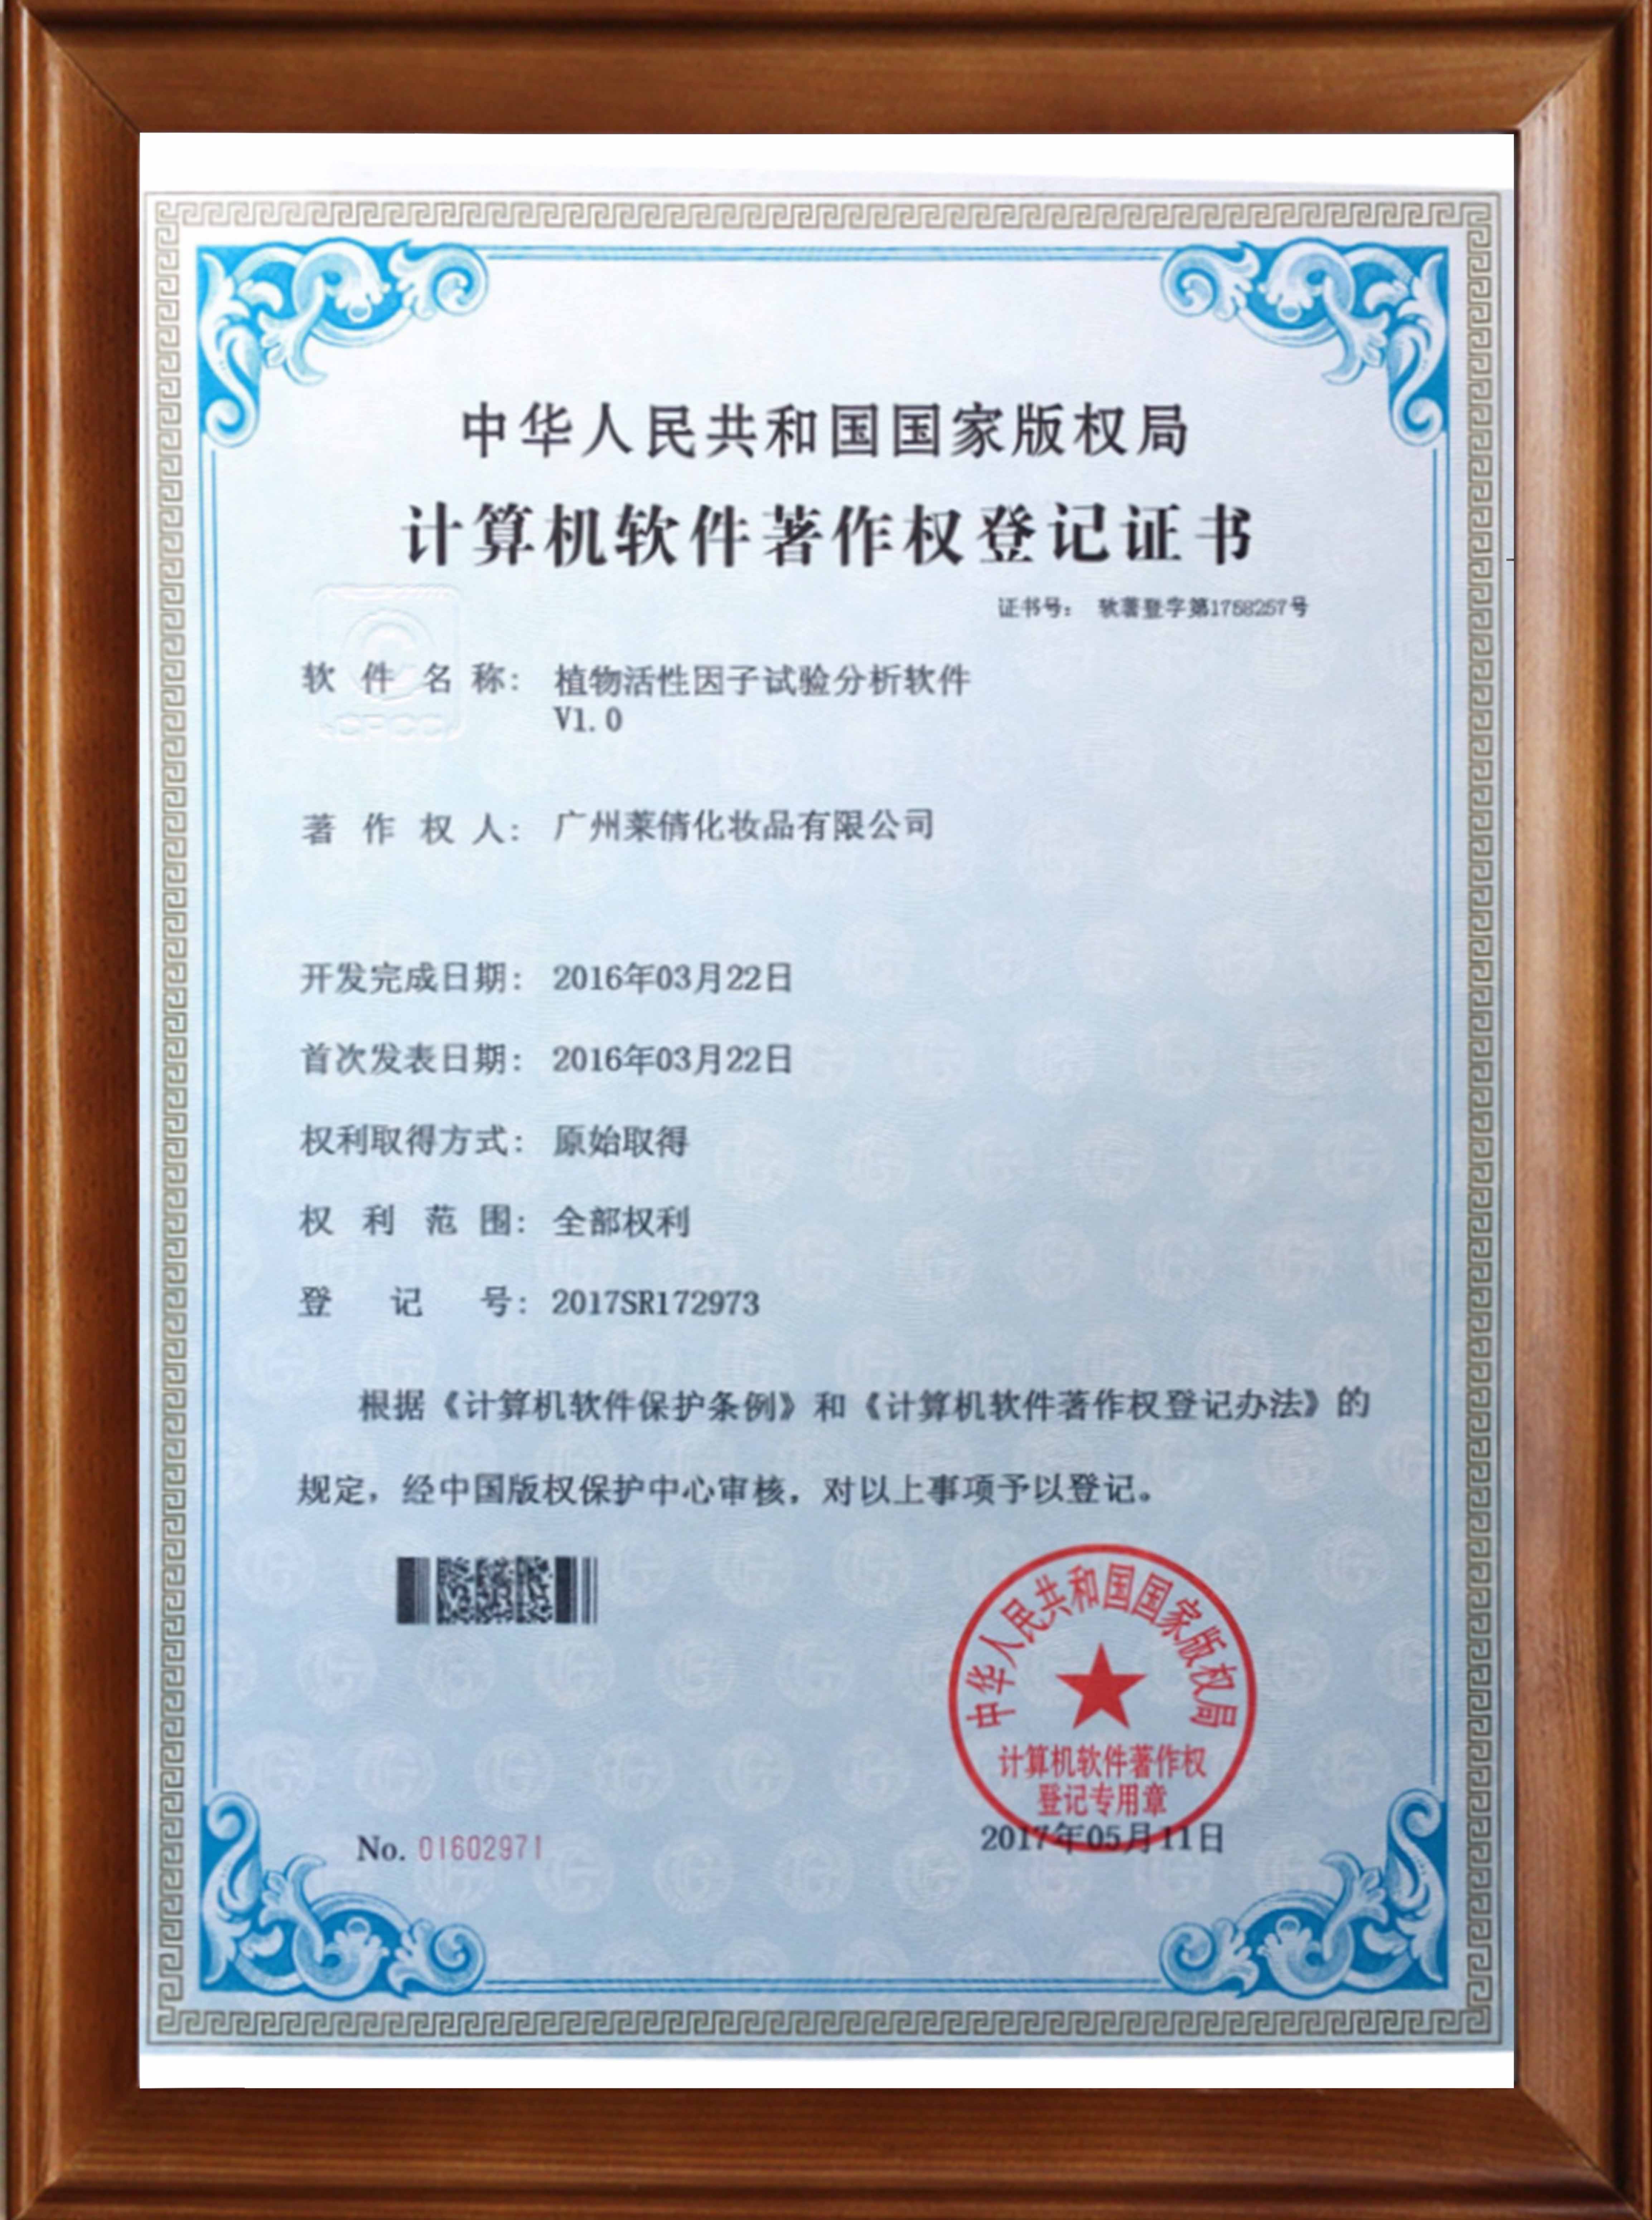 中华人民共和国国家版权局
计算机软件著作权登记证书
证书号： 软著登字第1758257号
软件名称： 植物活性因子试验分析软件
V1.0
CPCC
著作权人： 广州莱倩化妆品有限公司
开发完成日期： 2016年03月22日
首次发表日期： 2016年03月22日
权利取得方式： 原始取得
权利范围： 全部权利
登记号： 2017SR172973
根据《计算机软件保护条例》和《计算机软件著作权登记办法》的
规定，经中国版权保护中心审核，对以上事项予以登记。
中华人民共和国国家版权局
计算机软件著作权
登记专用章
No. 01602971
2017年05月11日